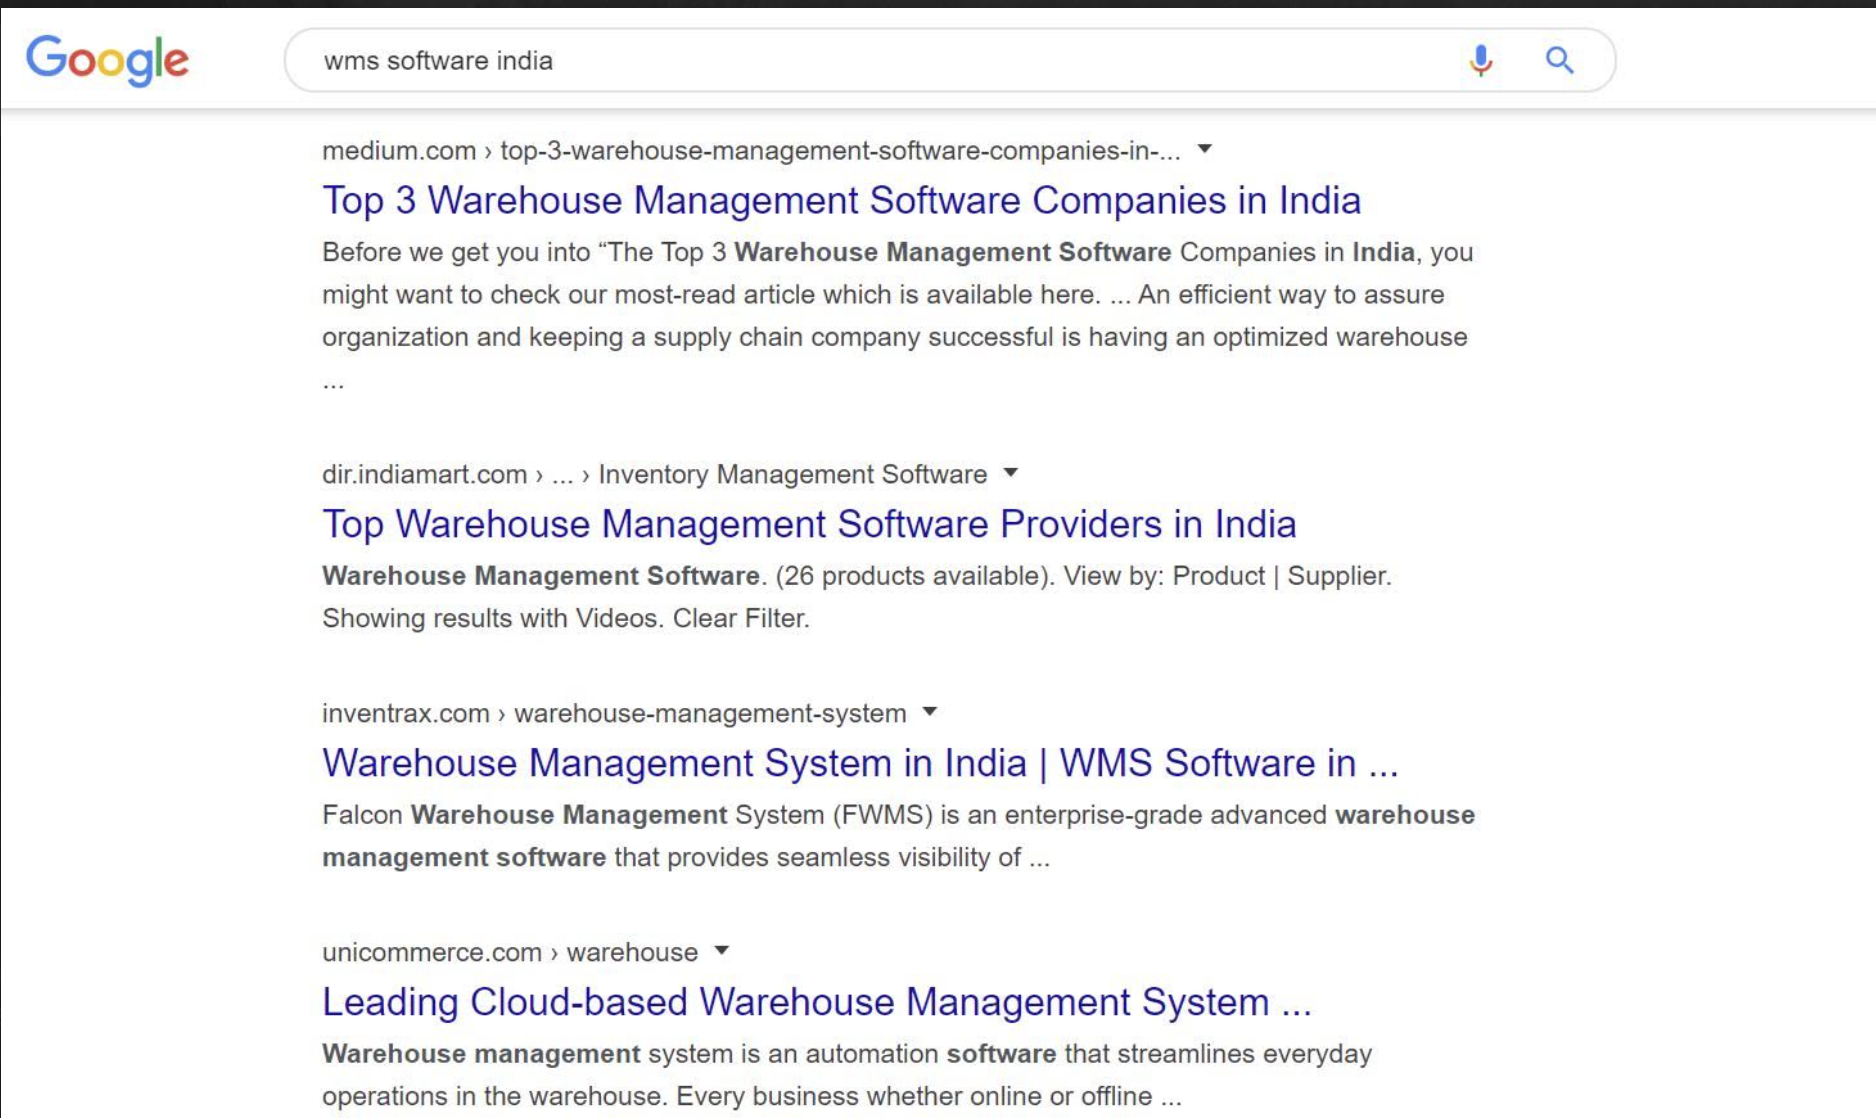 Google
wms software india
medium.com › top-3-warehouse-management-software-companies-in-...
Top 3 Warehouse Management Software Companies in India
Before we get you into “The Top 3 Warehouse Management Software Companies in India, you
might want to check our most-read article which is available here. ... An efficient way to assure
organization and keeping a supply chain company successful is having an optimized warehouse
...
dir.indiamart.com › ... › Inventory Management Software
Top Warehouse Management Software Providers in India
Warehouse Management Software. (26 products available). View by: Product | Supplier.
Showing results with Videos. Clear Filter.
inventrax.com › warehouse-management-system
Warehouse Management System in India | WMS Software in ...
Falcon Warehouse Management System (FWMS) is an enterprise-grade advanced warehouse
management software that provides seamless visibility of ...
unicommerce.com › warehouse
Leading Cloud-based Warehouse Management System ...
Warehouse management system is an automation software that streamlines everyday
operations in the warehouse. Every business whether online or offline ...